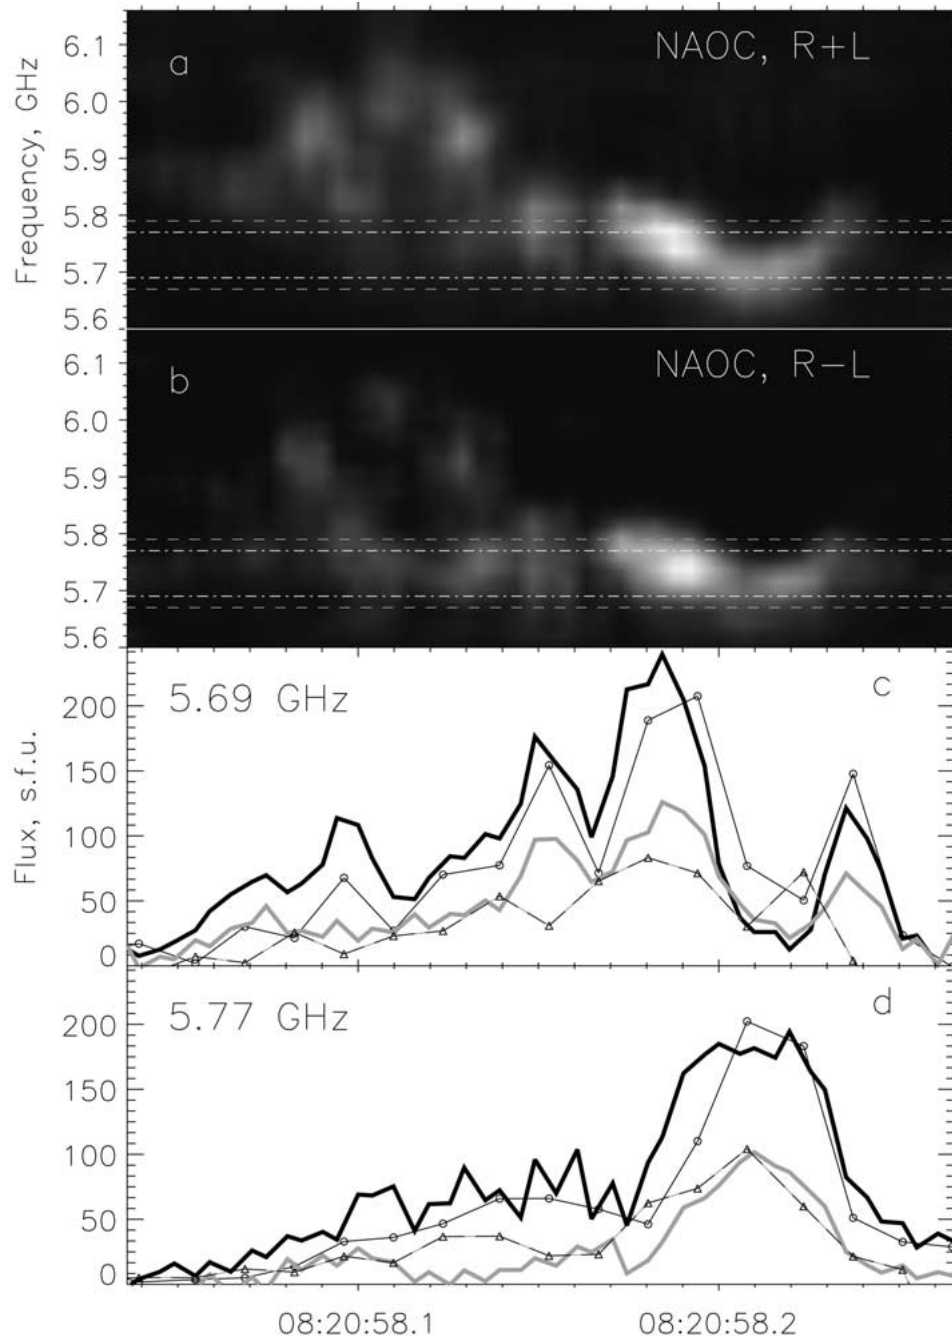 a
NAOC, R+L
6.1
6.0
5.9
5.8
5.7
5.6
Frequency, GHz
b
NAOC, R−L
6.1
6.0
5.9
5.8
5.7
5.6
5.69 GHz
c
200
150
100
50
0
Flux, s.f.u.
5.77 GHz
d
200
150
100
50
0
08:20:58.1 08:20:58.2